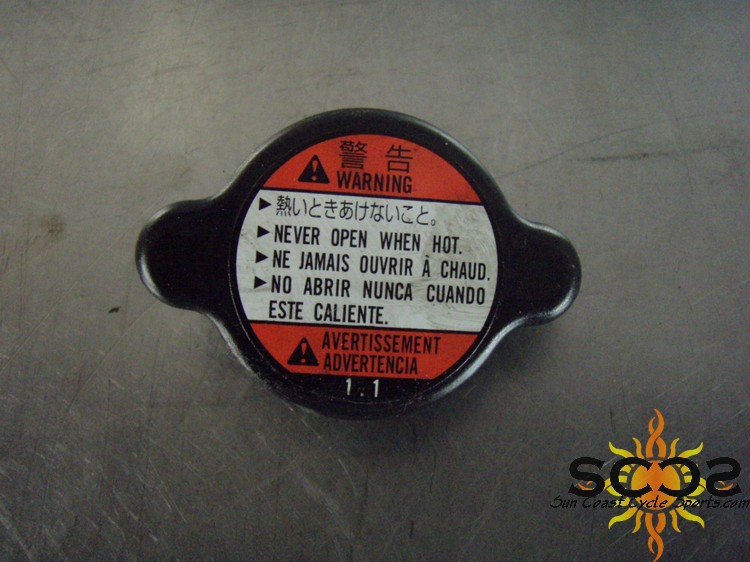 警告
WARNING
▶熱いときあけないこと。
▶NEVER OPEN WHEN HOT.
▶NE JAMAIS OUVRIR À CHAUD.
▶NO ABRIR NUNCA CUANDO
ESTE CALIENTE.
AVERTISSEMENT
ADVERTENCIA
1.1
SCCS
Sun Coast Cycle Sports.com